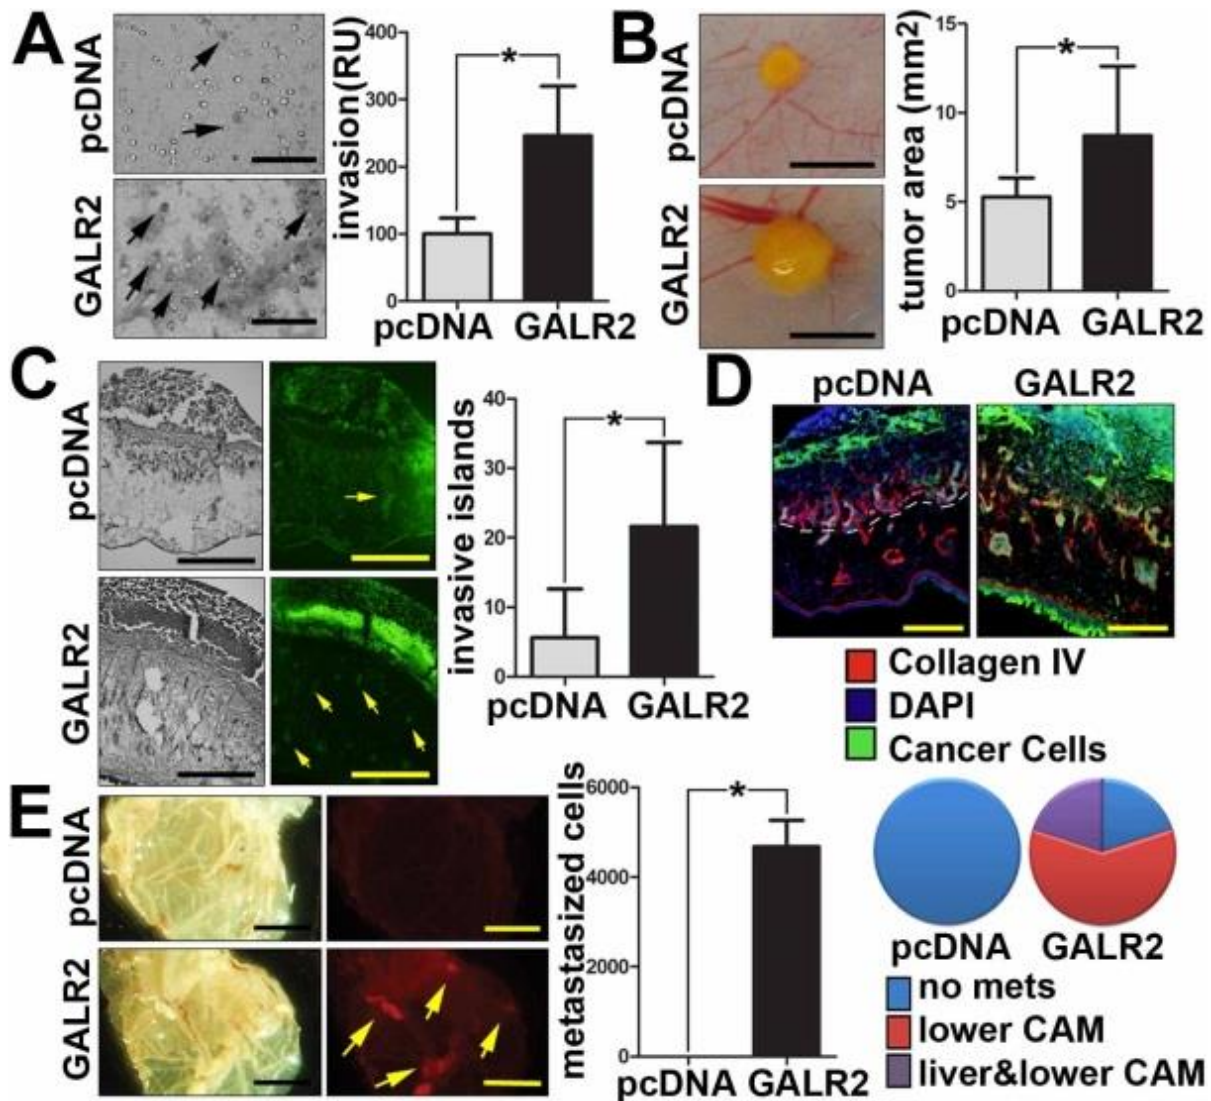 A
pcDNA
GALR2
invasion(RU)
400
300
200
100
0
*
pcDNA GALR2
B
pcDNA
GALR2
tumor area (mm2)
15
10
5
0
*
pcDNA GALR2
C
pcDNA
GALR2
invasive islands
40
30
20
10
0
*
pcDNA GALR2
D
pcDNA GALR2
Collagen IV
DAPI
Cancer Cells
E
pcDNA
GALR2
metastasized cells
6000
4000
2000
0
*
pcDNA GALR2
pcDNA GALR2
no mets
lower CAM
liver&lower CAM